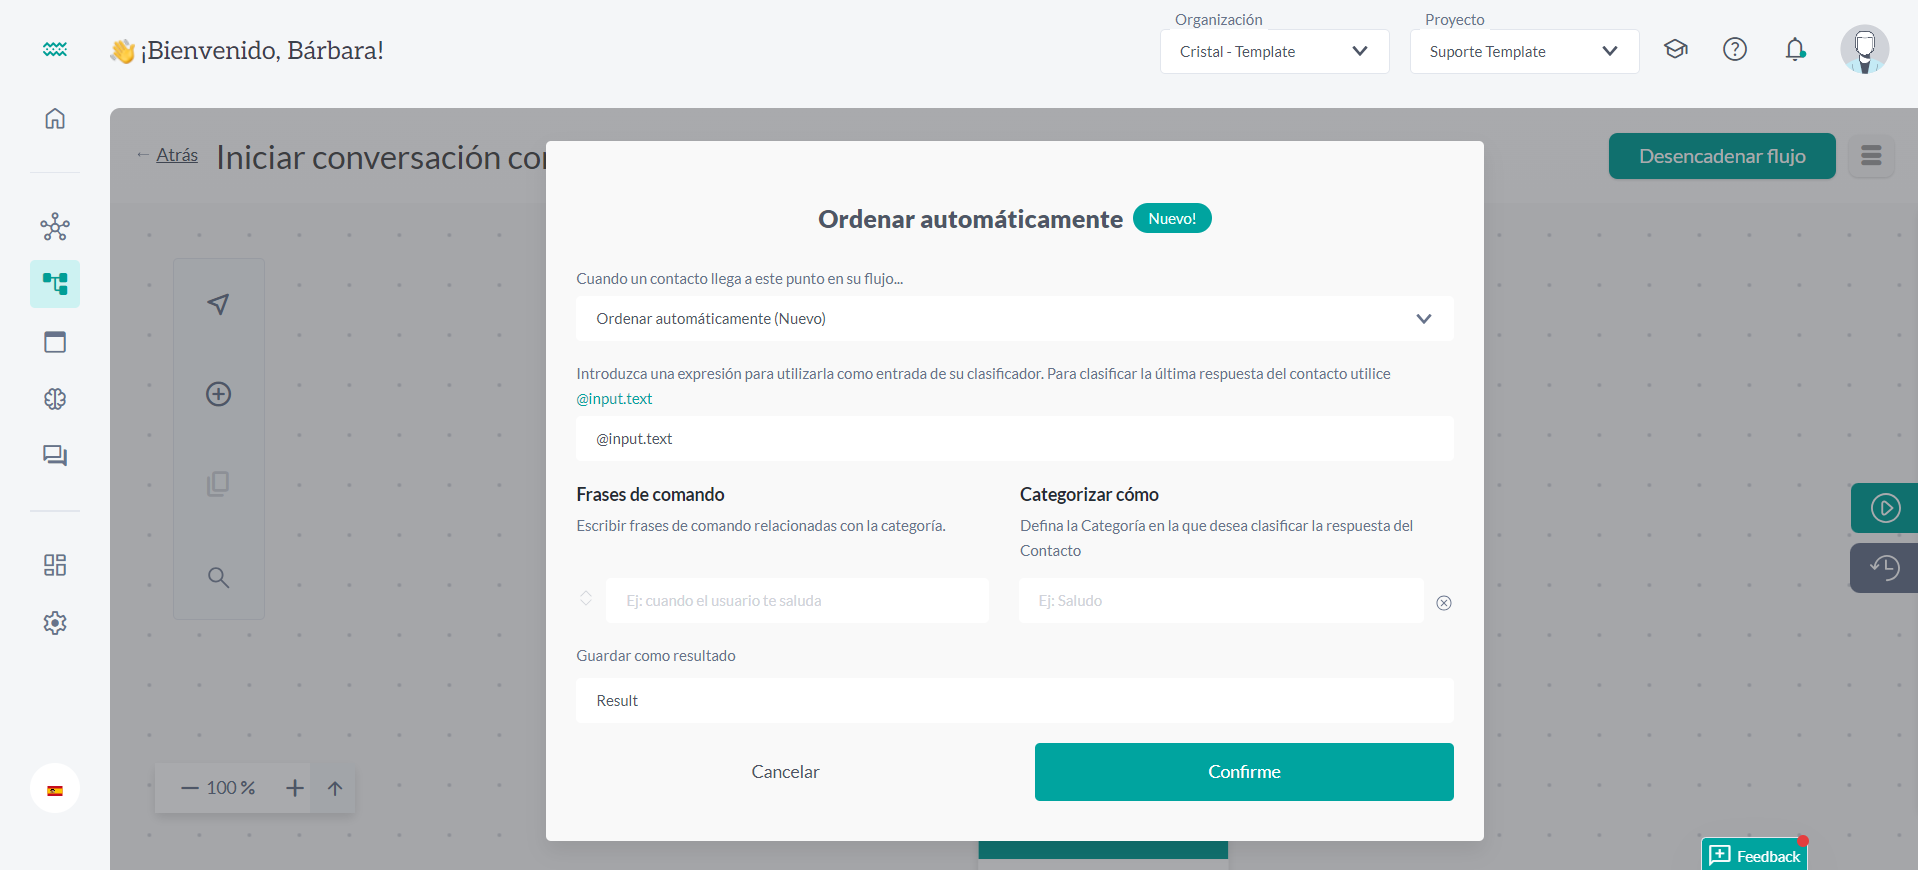 Organización
Proyecto
¡Bienvenido, Bárbara!
Cristal - Template
Suporte Template
← Atrás
Iniciar conversación co
Desencadenar flujo
Ordenar automáticamente
Nuevo!
Cuando un contacto llega a este punto en su flujo...
Ordenar automáticamente (Nuevo)
Introduzca una expresión para utilizarla como entrada de su clasificador. Para clasificar la última respuesta del contacto utilice
@input.text
@input.text
Frases de comando
Categorizar cómo
Escribir frases de comando relacionadas con la categoría.
Defina la Categoría en la que desea clasificar la respuesta del
Contacto
Ej: cuando el usuario te saluda
Ej: Saludo
Guardar como resultado
Result
Cancelar
Confirme
100 %
Feedback